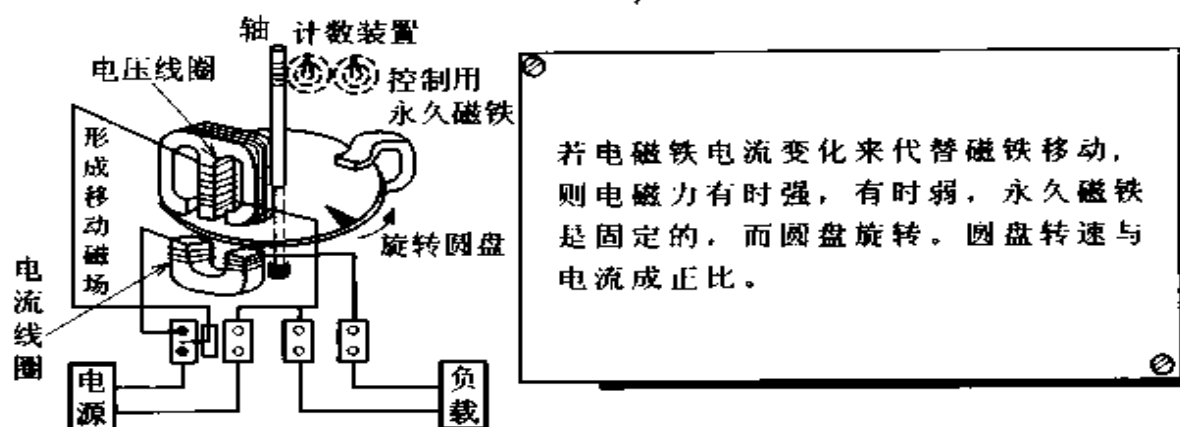 轴
计数装置
电压线圈
控制用
永久磁铁
形成移动磁场
旋转圆盘
电流线圈
电源
负载
若电磁铁电流变化来代替磁铁移动，
则电磁力有时强，有时弱，永久磁铁
是固定的，而圆盘旋转。圆盘转速与
电流成正比。